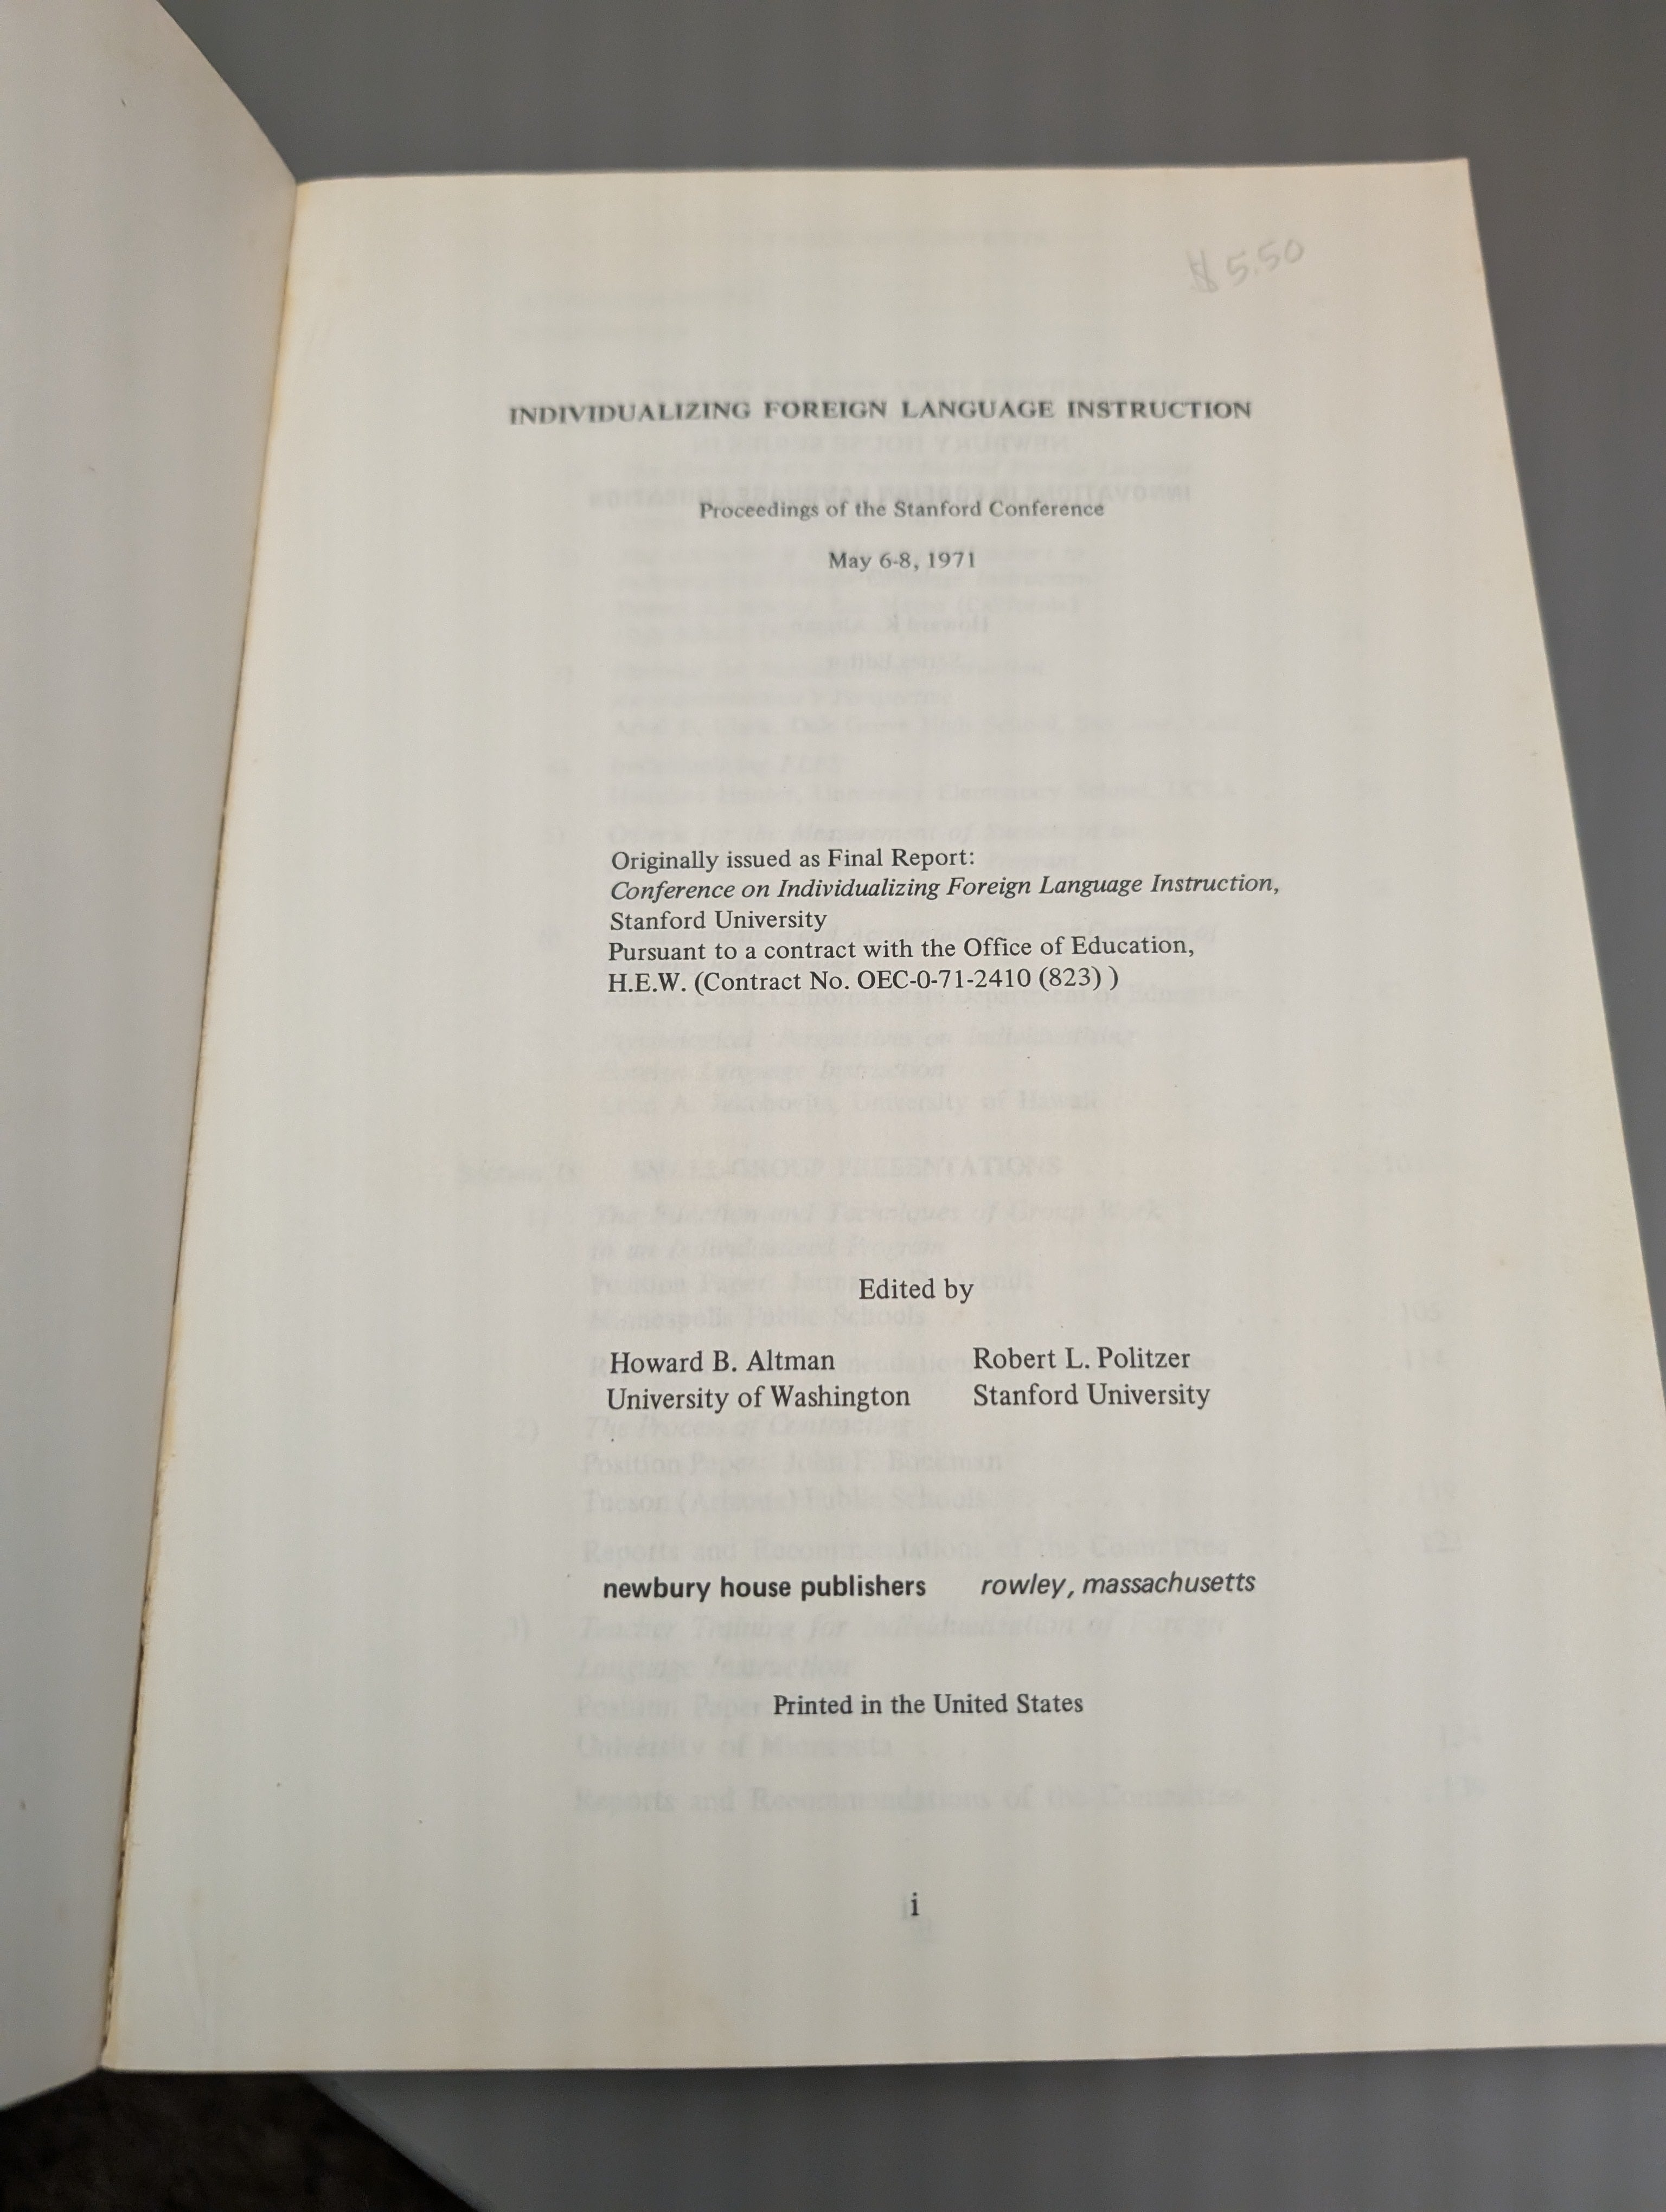 $5.50
INDIVIDUALIZING FOREIGN LANGUAGE INSTRUCTION
Proceedings of the Stanford Conference
May 6-8, 1971
Originally issued as Final Report:
Conference on Individualizing Foreign Language Instruction,
Stanford University
Pursuant to a contract with the Office of Education,
H.E.W. (Contract No. OEC-0-71-2410 (823) )
Edited by
Howard B. Altman Robert L. Politzer
University of Washington Stanford University
newbury house publishers rowley, massachusetts
Printed in the United States
i